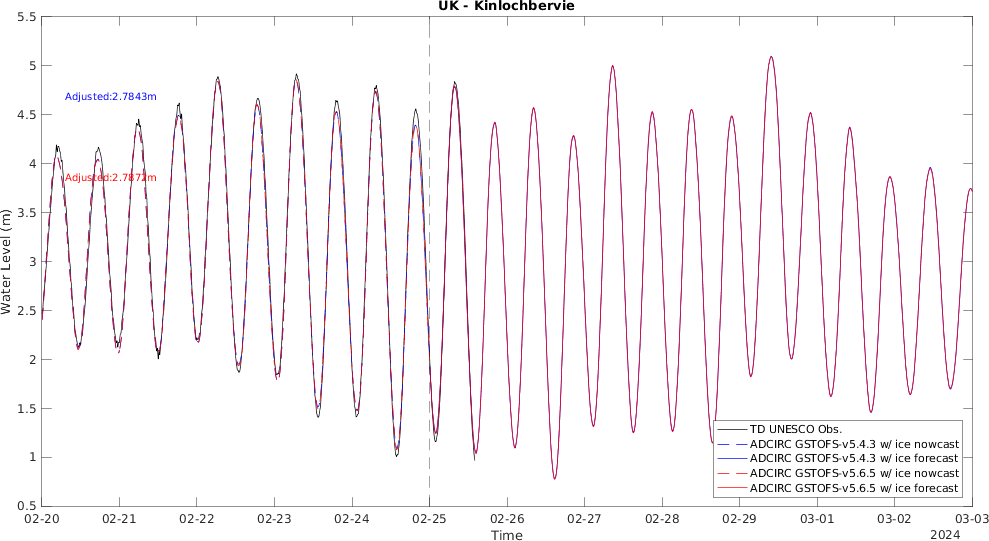 UK - Kinlochbervie
5.5
5
4.5
4
3.5
3
2.5
2
1.5
1
0.5
Water Level (m)
Adjusted:2.7843m
Adjusted:2.7872m
TD UNESCO Obs.
ADCIRC GSTOFS-v5.4.3 w/ ice nowcast
ADCIRC GSTOFS-v5.4.3 w/ ice forecast
ADCIRC GSTOFS-v5.6.5 w/ ice nowcast
ADCIRC GSTOFS-v5.6.5 w/ ice forecast
02-20 02-21 02-22 02-23 02-24 02-25 02-26 02-27 02-28 02-29 03-01 03-02 03-03
Time
2024